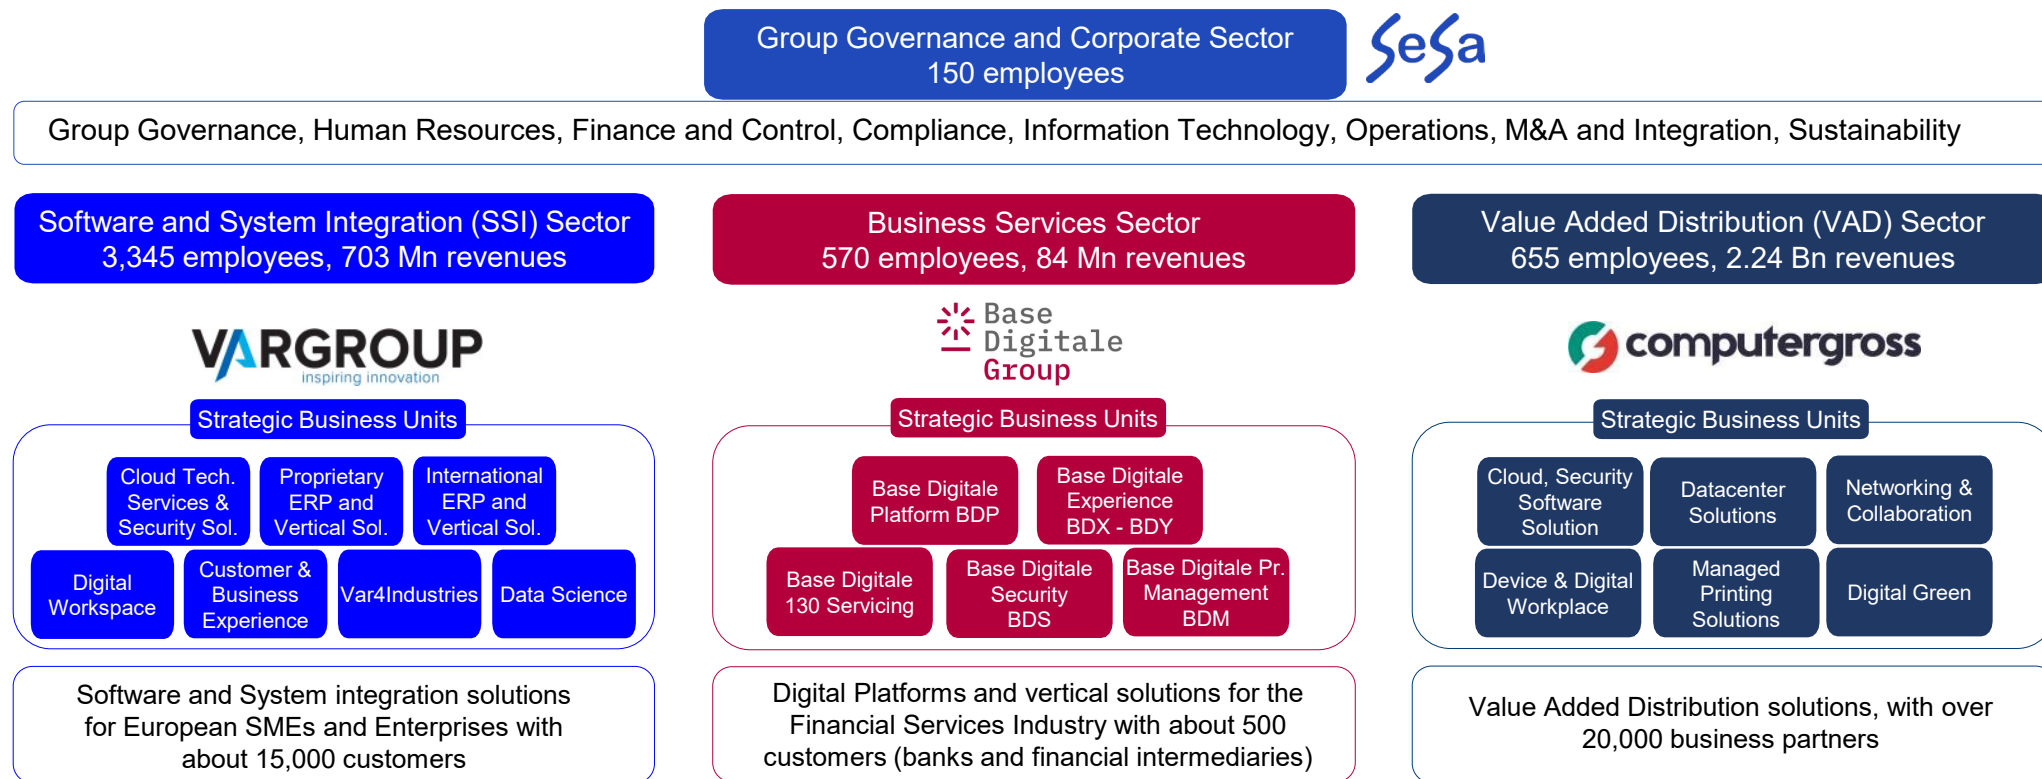 Group Governance and Corporate Sector
150 employees
SeSa
Group Governance, Human Resources, Finance and Control, Compliance, Information Technology, Operations, M&A and Integration, Sustainability
Software and System Integration (SSI) Sector
3,345 employees, 703 Mn revenues
VARGROUP
inspiring innovation
Strategic Business Units
Cloud Tech.
Services &
Security Sol.
Proprietary
ERP and
Vertical Sol.
International
ERP and
Vertical Sol.
Digital
Workspace
Customer &
Business
Experience
Var4Industries
Data Science
Software and System integration solutions
for European SMEs and Enterprises with
about 15,000 customers
Business Services Sector
570 employees, 84 Mn revenues
Base
Digitale
Group
Strategic Business Units
Base Digitale
Platform BDP
Base Digitale
Experience
BDX - BDY
Base Digitale
130 Servicing
Base Digitale
Security
BDS
Base Digitale Pr.
Management
BDM
Digital Platforms and vertical solutions for the
Financial Services Industry with about 500
customers (banks and financial intermediaries)
Value Added Distribution (VAD) Sector
655 employees, 2.24 Bn revenues
computergross
Strategic Business Units
Cloud, Security
Software
Solution
Datacenter
Solutions
Networking &
Collaboration
Device & Digital
Workplace
Managed
Printing
Solutions
Digital Green
Value Added Distribution solutions, with over
20,000 business partners